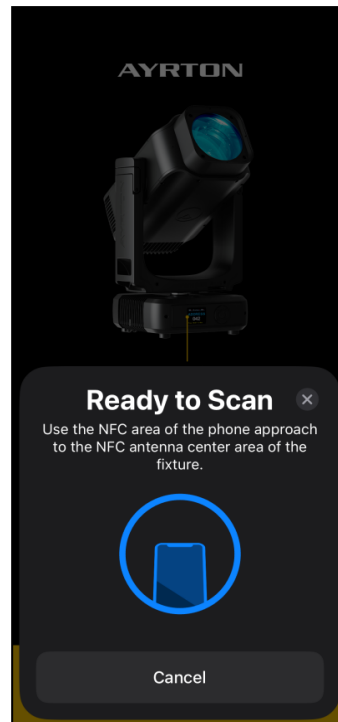 AYRTON
Ready to Scan
Use the NFC area of the phone approach
to the NFC antenna center area of the
fixture.
Cancel